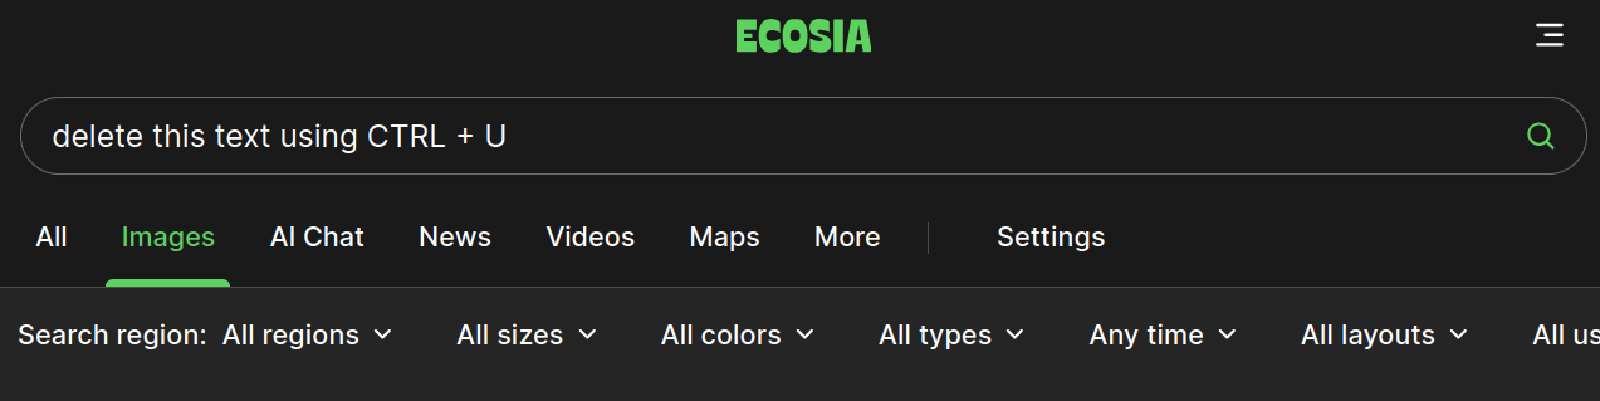 ECOSIA
delete this text using CTRL + U
All Images AI Chat News Videos Maps More Settings
Search region: All regions All sizes All colors All types Any time All layouts All us